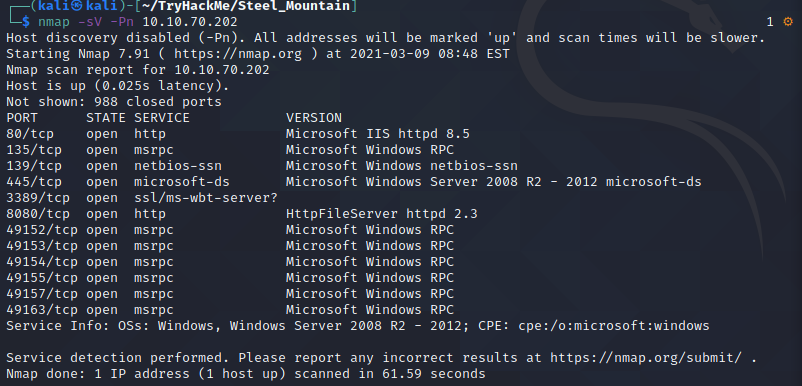 ┌──(kali㉿kali)-[~/TryHackMe/Steel_Mountain]
└─$ nmap -sV -Pn 10.10.70.202 1 ⚙
Host discovery disabled (-Pn). All addresses will be marked 'up' and scan times will be slower.
Starting Nmap 7.91 ( https://nmap.org ) at 2021-03-09 08:48 EST
Nmap scan report for 10.10.70.202
Host is up (0.025s latency).
Not shown: 988 closed ports
PORT      STATE SERVICE            VERSION
80/tcp    open  http               Microsoft IIS httpd 8.5
135/tcp   open  msrpc              Microsoft Windows RPC
139/tcp   open  netbios-ssn        Microsoft Windows netbios-ssn
445/tcp   open  microsoft-ds       Microsoft Windows Server 2008 R2 - 2012 microsoft-ds
3389/tcp  open  ssl/ms-wbt-server?
8080/tcp  open  http               HttpFileServer httpd 2.3
49152/tcp open  msrpc              Microsoft Windows RPC
49153/tcp open  msrpc              Microsoft Windows RPC
49154/tcp open  msrpc              Microsoft Windows RPC
49155/tcp open  msrpc              Microsoft Windows RPC
49157/tcp open  msrpc              Microsoft Windows RPC
49163/tcp open  msrpc              Microsoft Windows RPC
Service Info: OSs: Windows, Windows Server 2008 R2 - 2012; CPE: cpe:/o:microsoft:windows

Service detection performed. Please report any incorrect results at https://nmap.org/submit/ .
Nmap done: 1 IP address (1 host up) scanned in 61.59 seconds